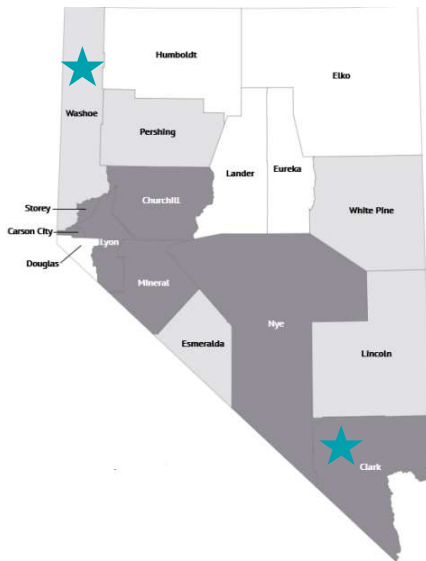 Humboldt
Elko
Washoe
Pershing
Lander
Eureka
Churchill
Storey
White Pine
Carson City
Lyon
Douglas
Mineral
Nye
Esmeralda
Lincoln
Clark